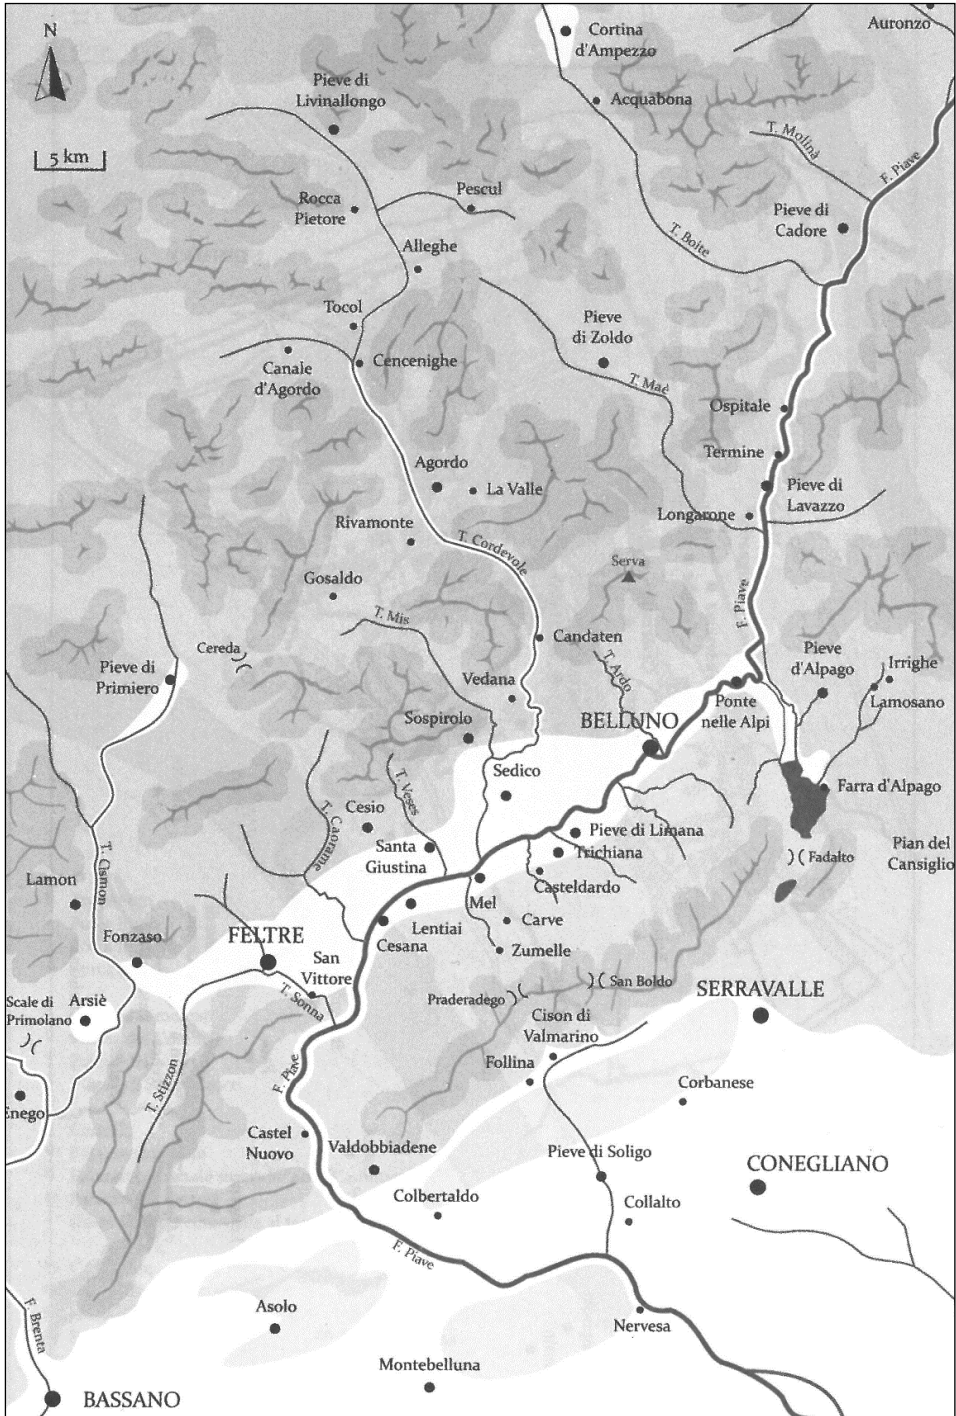 N
Cortina
d'Ampezzo
Auronzo
Pieve di
Livinallongo
Acquabona
T. Molinà
5 km
F. Piave
Rocca
Pietore
Pescul
Pieve di
Cadore
T. Boite
Alleghe
Tocol
Pieve
di Zoldo
Canale
d'Agordo
Cencenighe
T. Maè
Ospitale
Termine
Agordo
La Valle
Pieve di
Lavazzo
Longarone
Rivamonte
T. Cordevole
Serva
Gosaldo
F. Piave
T. Mis
Candaten
Cereda
Pieve di
Primiero
T. Ardo
Pieve
d'Alpago
Irrighe
Lamosano
Vedana
Ponte
nelle Alpi
Sospirolo
BELLUNO
Sedico
T. Veses
Farra d'Alpago
Cesio
T. Caorame
Pieve di Limana
Santa
Giustina
Trichiana
Fadalto
Pian del
Cansiglio
T. Cismon
Lamon
Casteldardo
Mel
Lentiai
Carve
Cesana
Zumelle
Fonzaso
FELTRE
San
Vittore
T. Sonna
San Boldo
Praderadego
SERRAVALLE
Scale di
Primolano
Arsiè
Cison di
Valmarino
Follina
F. Piave
T. Stizzon
Corbanese
Enego
Castel
Nuovo
Valdobbiadene
Pieve di Soligo
CONEGLIANO
Colbertaldo
Collalto
F. Piave
Asolo
F. Brenta
Nervesa
Montebelluna
BASSANO